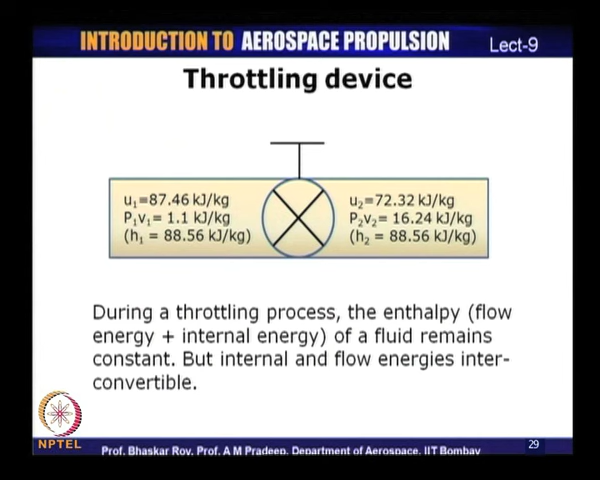 INTRODUCTION TO AEROSPACE PROPULSION Lect-9
Throttling device
u₁=87.46 kJ/kg
P₁v₁= 1.1 kJ/kg
(h₁ = 88.56 kJ/kg)
u₂=72.32 kJ/kg
P₂v₂= 16.24 kJ/kg
(h₂ = 88.56 kJ/kg)
During a throttling process, the enthalpy (flow
energy + internal energy) of a fluid remains
constant. But internal and flow energies inter-
convertible.
NPTEL
Prof. Bhaskar Roy, Prof. A M Pradeep, Department of Aerospace, IIT Bombay
29